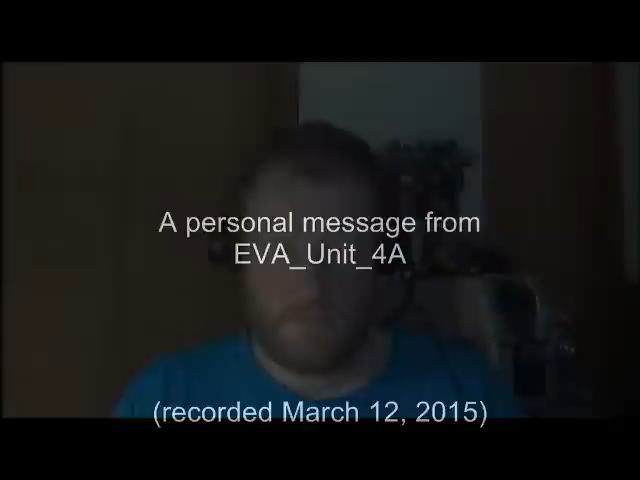 A personal message from
EVA_Unit_4A
(recorded March 12, 2015)